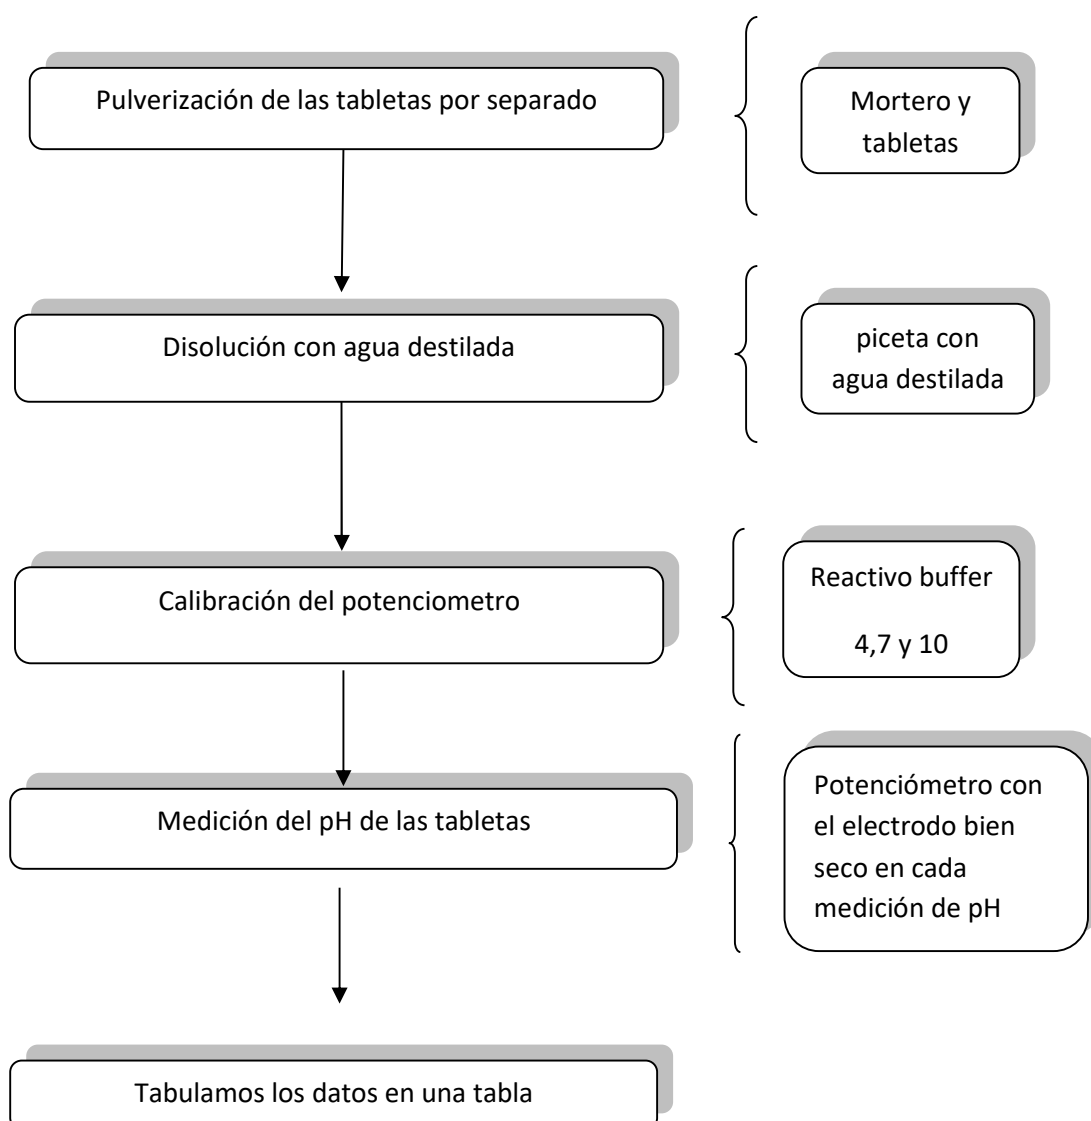 Pulverización de las tabletas por separado
Mortero y
tabletas
Disolución con agua destilada
piceta con
agua destilada
Calibración del potenciometro
Reactivo buffer
4,7 y 10
Medición del pH de las tabletas
Potenciómetro con
el electrodo bien
seco en cada
medición de pH
Tabulamos los datos en una tabla